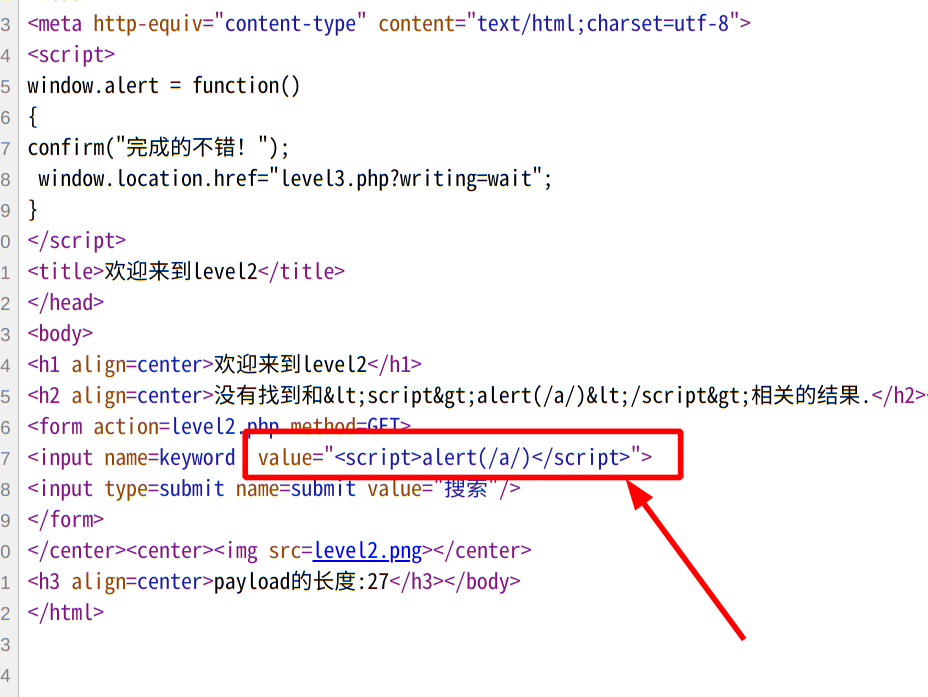 3 <meta http-equiv="content-type" content="text/html;charset=utf-8">
4 <script>
5 window.alert = function()
6 {
7 confirm("完成的不错！");
8 window.location.href="level3.php?writing=wait";
9 }
0 </script>
1 <title>欢迎来到level2</title>
2 </head>
3 <body>
4 <h1 align=center>欢迎来到level2</h1>
5 <h2 align=center>没有找到和&lt;script&gt;alert(/a/)&lt;/script&gt;相关的结果.</h2>
6 <form action=level2.php method=GET>
7 <input name=keyword value="<script>alert(/a/)</script>">
8 <input type=submit name=submit value="搜索"/>
9 </form>
0 </center><center><img src=level2.png></center>
1 <h3 align=center>payload的长度:27</h3></body>
2 </html>
3
4